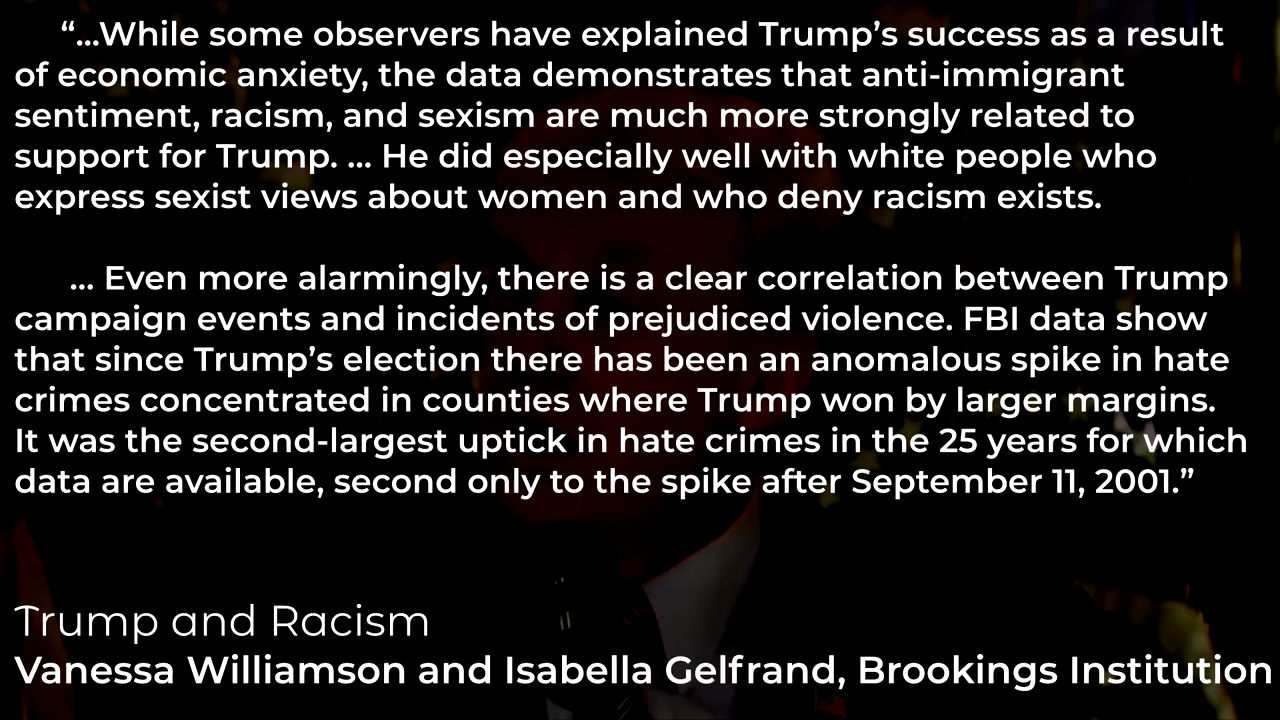 “...While some observers have explained Trump’s success as a result
of economic anxiety, the data demonstrates that anti-immigrant
sentiment, racism, and sexism are much more strongly related to
support for Trump. ... He did especially well with white people who
express sexist views about women and who deny racism exists.
... Even more alarmingly, there is a clear correlation between Trump
campaign events and incidents of prejudiced violence. FBI data show
that since Trump’s election there has been an anomalous spike in hate
crimes concentrated in counties where Trump won by larger margins.
It was the second-largest uptick in hate crimes in the 25 years for which
data are available, second only to the spike after September 11, 2001.”
Trump and Racism
Vanessa Williamson and Isabella Gelfrand, Brookings Institution